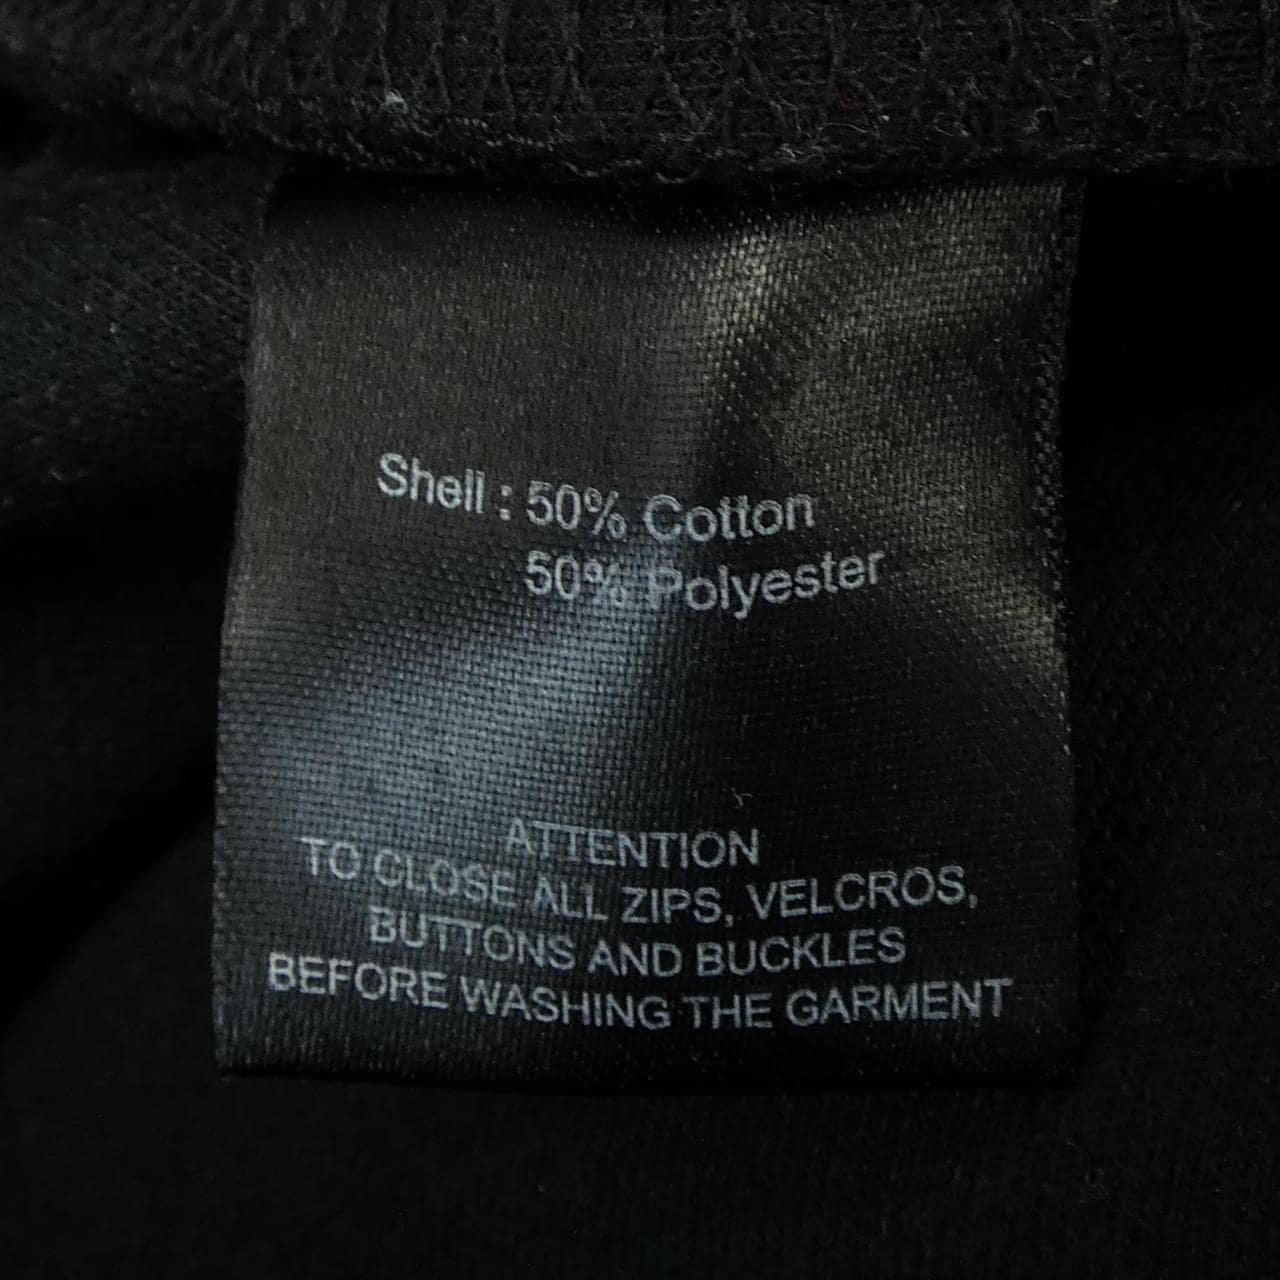 Shell : 50% Cotton
50% Polyester
ATTENTION
TO CLOSE ALL ZIPS, VELCROS,
BUTTONS AND BUCKLES
BEFORE WASHING THE GARMENT